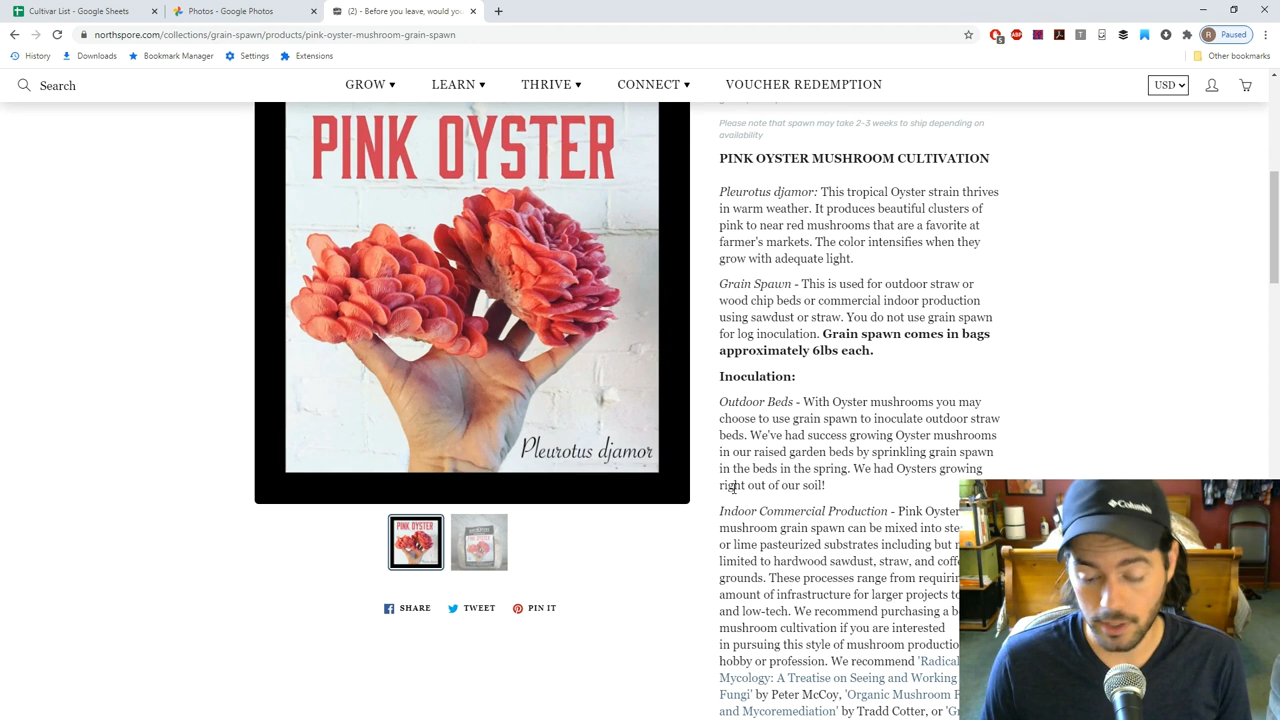 Cultivar List - Google Sheets
Photos - Google Photos
(2) - Before you leave, would you
northspore.com/collections/grain-spawn/products/pink-oyster-mushroom-grain-spawn
Paused
History
Downloads
Bookmark Manager
Settings
Extensions
Other bookmarks
Search
GROW
LEARN
THRIVE
CONNECT
VOUCHER REDEMPTION
USD
PINK OYSTER
Pleurotus djamor
SHARE
TWEET
PIN IT
Please note that spawn may take 2-3 weeks to ship depending an
availability
PINK OYSTER MUSHROOM CULTIVATION
Pleurotus djamor: This tropical Oyster strain thrives
in warm weather. It produces beautiful clusters of
pink to near red mushrooms that are a favorite at
farmer's markets. The color intensifies when they
grow with adequate light.
Grain Spawn - This is used for outdoor straw or
wood chip beds or commercial indoor production
using sawdust or straw. You do not use grain spawn
for log inoculation. Grain spawn comes in bags
approximately 6lbs each.
Inoculation:
Outdoor Beds - With Oyster mushrooms you may
choose to use grain spawn to inoculate outdoor straw
beds. We've had success growing Oyster mushrooms
in our raised garden beds by sprinkling grain spawn
in the beds in the spring. We had Oysters growing
right out of our soil!
Indoor Commercial Production - Pink Oyster
mushroom grain spawn can be mixed into
or lime pasteurized substrates including but
limited to hardwood sawdust, straw, and
grounds. These processes range from
amount of infrastructure for larger projects
and low-tech. We recommend purchasing a
mushroom cultivation if you are interested
in pursuing this style of mushroom
hobby or profession. We recommend 'Radical
Mycology: A Treatise on Seeing and Working
Fungi' by Peter McCoy, 'Organic Mushroom
and Mycoremediation' by Tradd Cotter, or
Columbia